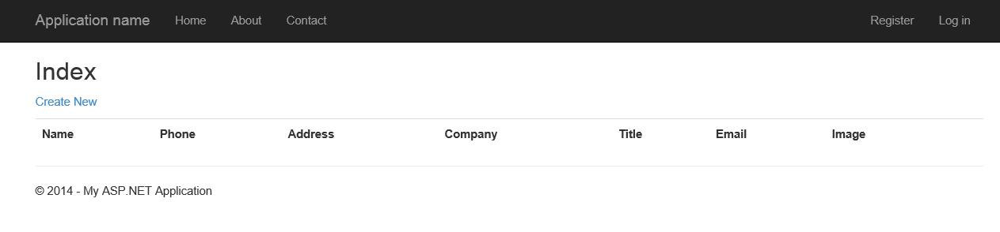 Application name Home About Contact Register Log in
Index
Create New
Name Phone Address Company Title Email Image
© 2014 - My ASP.NET Application